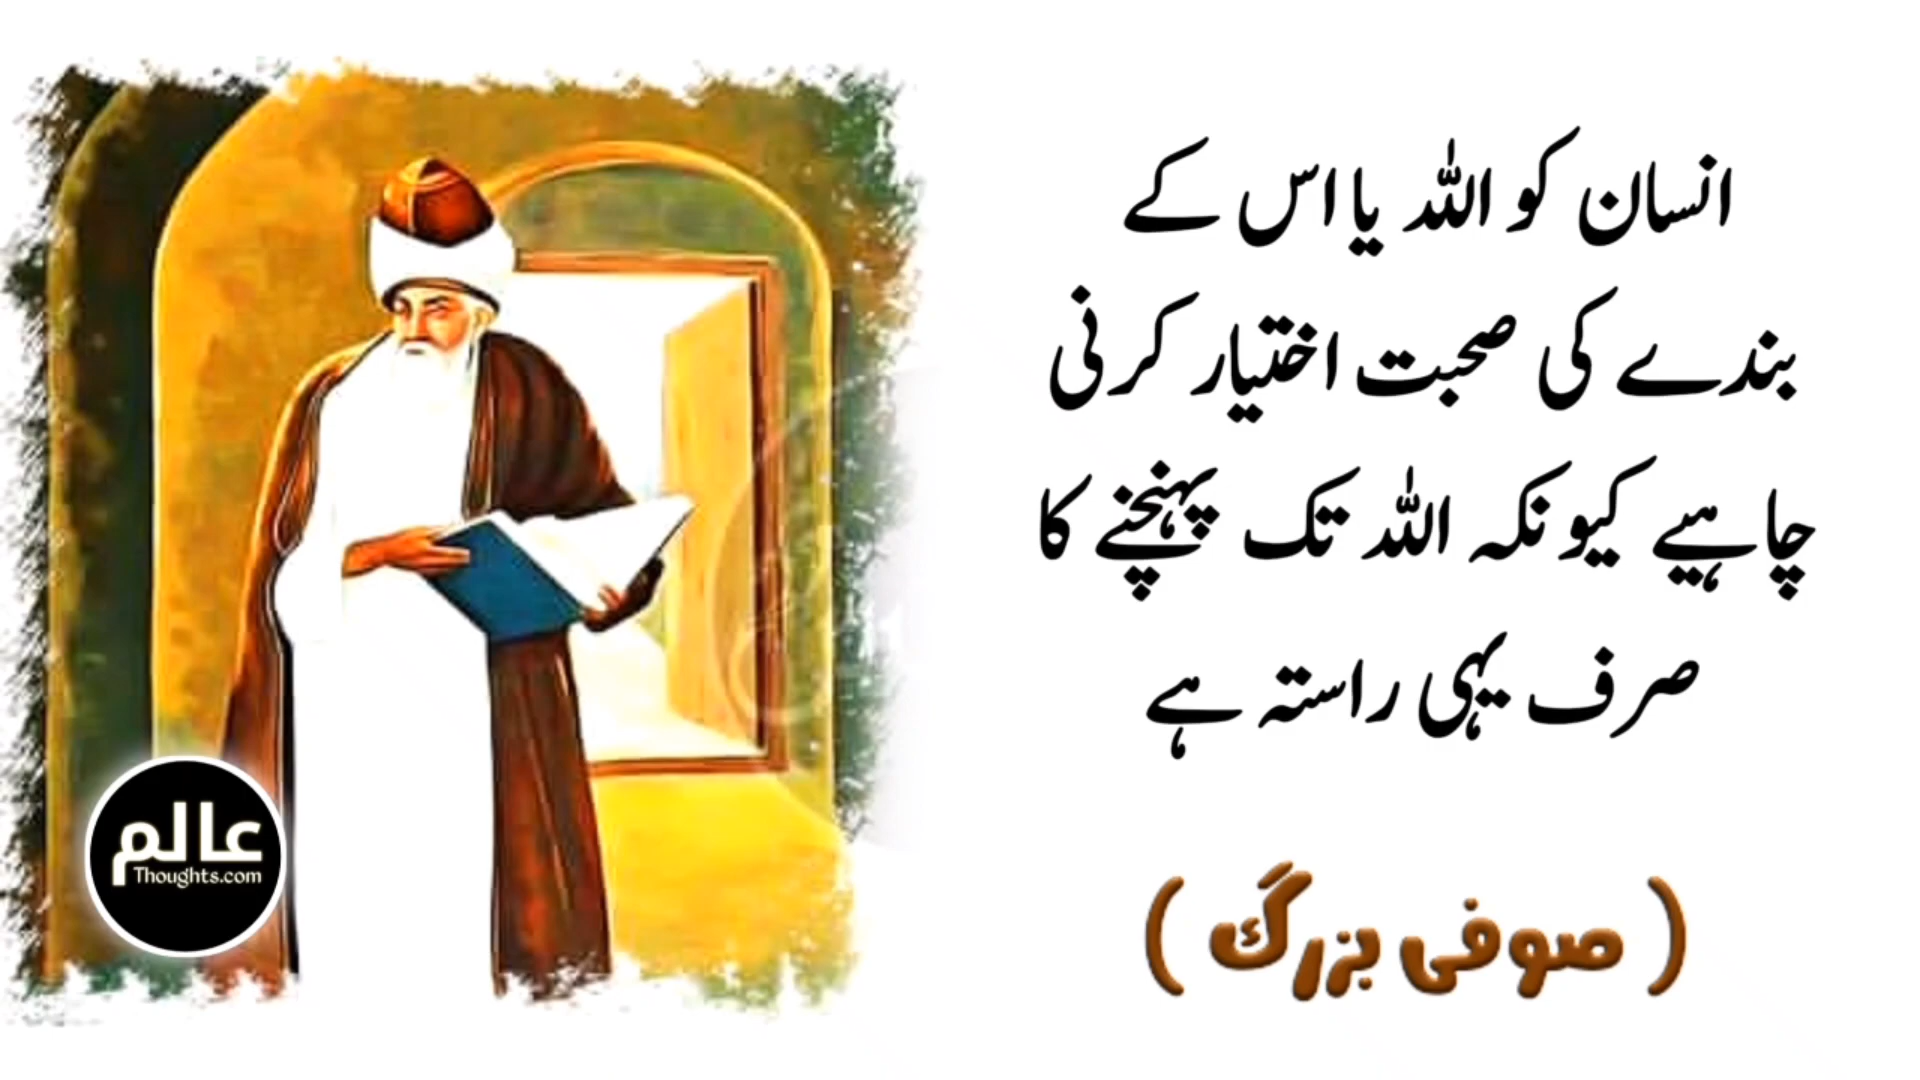 انسان کو اللہ یا اس کے
بندے کی صحبت اختیار کرنی
چاہیے کیونکہ اللہ تک پہنچنے کا
صرف یہی راستہ ہے
( صوفی بزرگ )
عالم
Thoughts.com